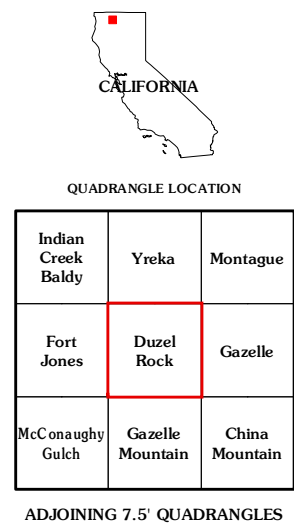 CALIFORNIA
QUADRANGLE LOCATION
Indian
Creek
Baldy
Yreka
Montague
Fort
Jones
Duzel
Rock
Gazelle
McConaughy
Gulch
Gazelle
Mountain
China
Mountain
ADJOINING 7.5' QUADRANGLES